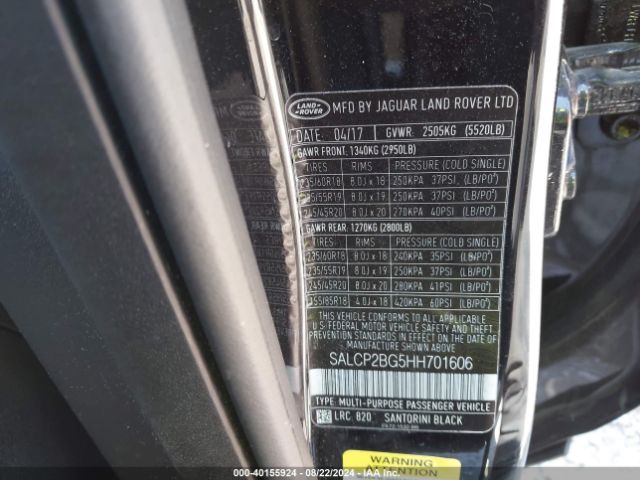 LAND-
ROVER
MFD BY JAGUAR LAND ROVER LTD
DATE: 04/17 GVWR: 2505KG (5520LB)
GAWR FRONT: 1340KG (2950LB)
TIRES RIMS PRESSURE (COLD SINGLE)
235/60R18 8.0J x 18 250KPA 37PSI (LB/PO²)
235/55R19 8.0J x 19 250KPA 37PSI (LB/PO²)
245/45R20 8.0J x 20 270KPA 40PSI (LB/PO²)
GAWR REAR: 1270KG (2800LB)
TIRES RIMS PRESSURE (COLD SINGLE)
235/60R18 8.0J x 18 240KPA 35PSI (LB/PO²)
235/55R19 8.0J x 19 250KPA 37PSI (LB/PO²)
245/45R20 8.0J x 20 280KPA 41PSI (LB/PO²)
155/85R18 4.0J x 18 420KPA 60PSI (LB/PO²)
THIS VEHICLE CONFORMS TO ALL APPLICABLE
U.S. FEDERAL MOTOR VEHICLE SAFETY AND THEFT
PREVENTION STANDARDS IN EFFECT ON THE DATE
OF MANUFACTURE SHOWN ABOVE.
SALCP2BG5HH701606
TYPE: MULTI-PURPOSE PASSENGER VEHICLE
LRC 820 SANTORINI BLACK
WARNING
ATTENTION
© - 40155924 - 08/22/2024 - IAAI.com